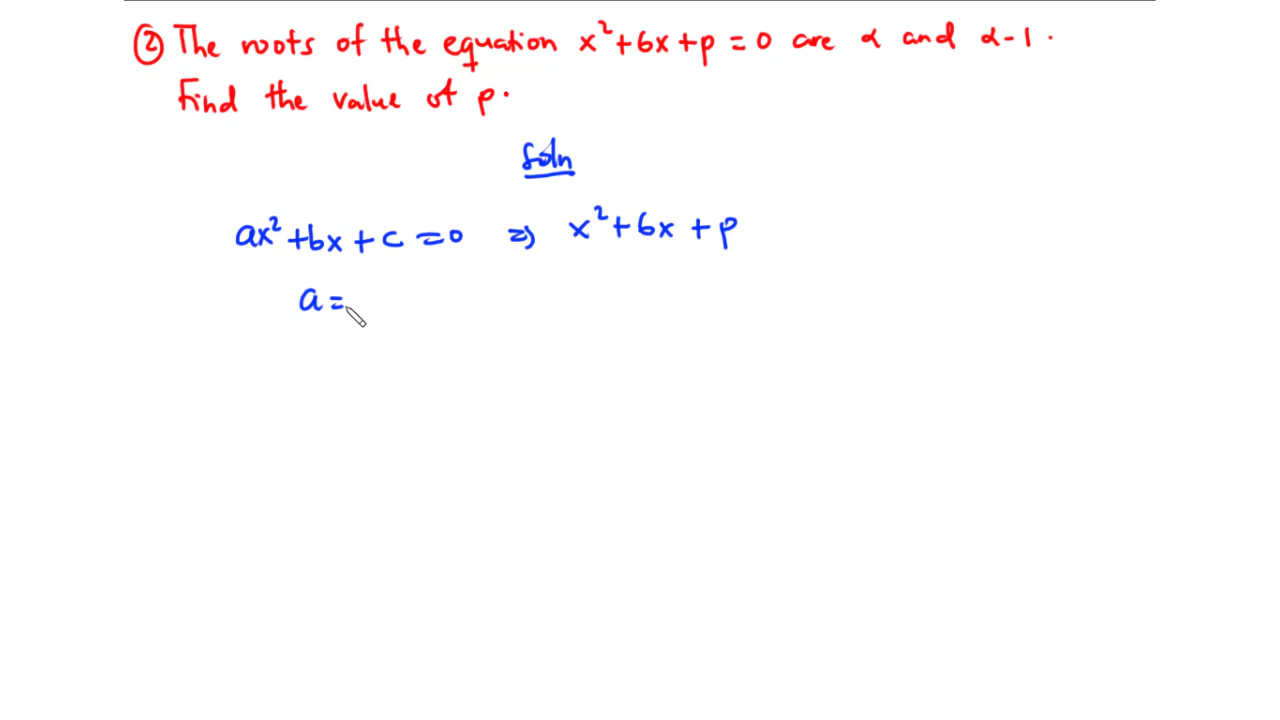 ② The roots of the equation x²+6x+p=0 are α and α-1.
Find the value of p.
Soln
ax²+bx+c=0 ⇒ x²+6x+p
a=